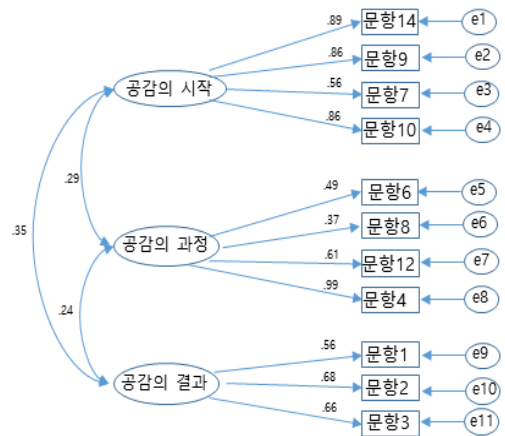 .89 문항14 e1
.86 문항9 e2
공감의 시작
.56 문항7 e3
.86 문항10 e4
.29
.35
.49 문항6 e5
.37 문항8 e6
공감의 과정
.61 문항12 e7
.99 문항4 e8
.24
.56 문항1 e9
공감의 결과
.68 문항2 e10
.66 문항3 e11